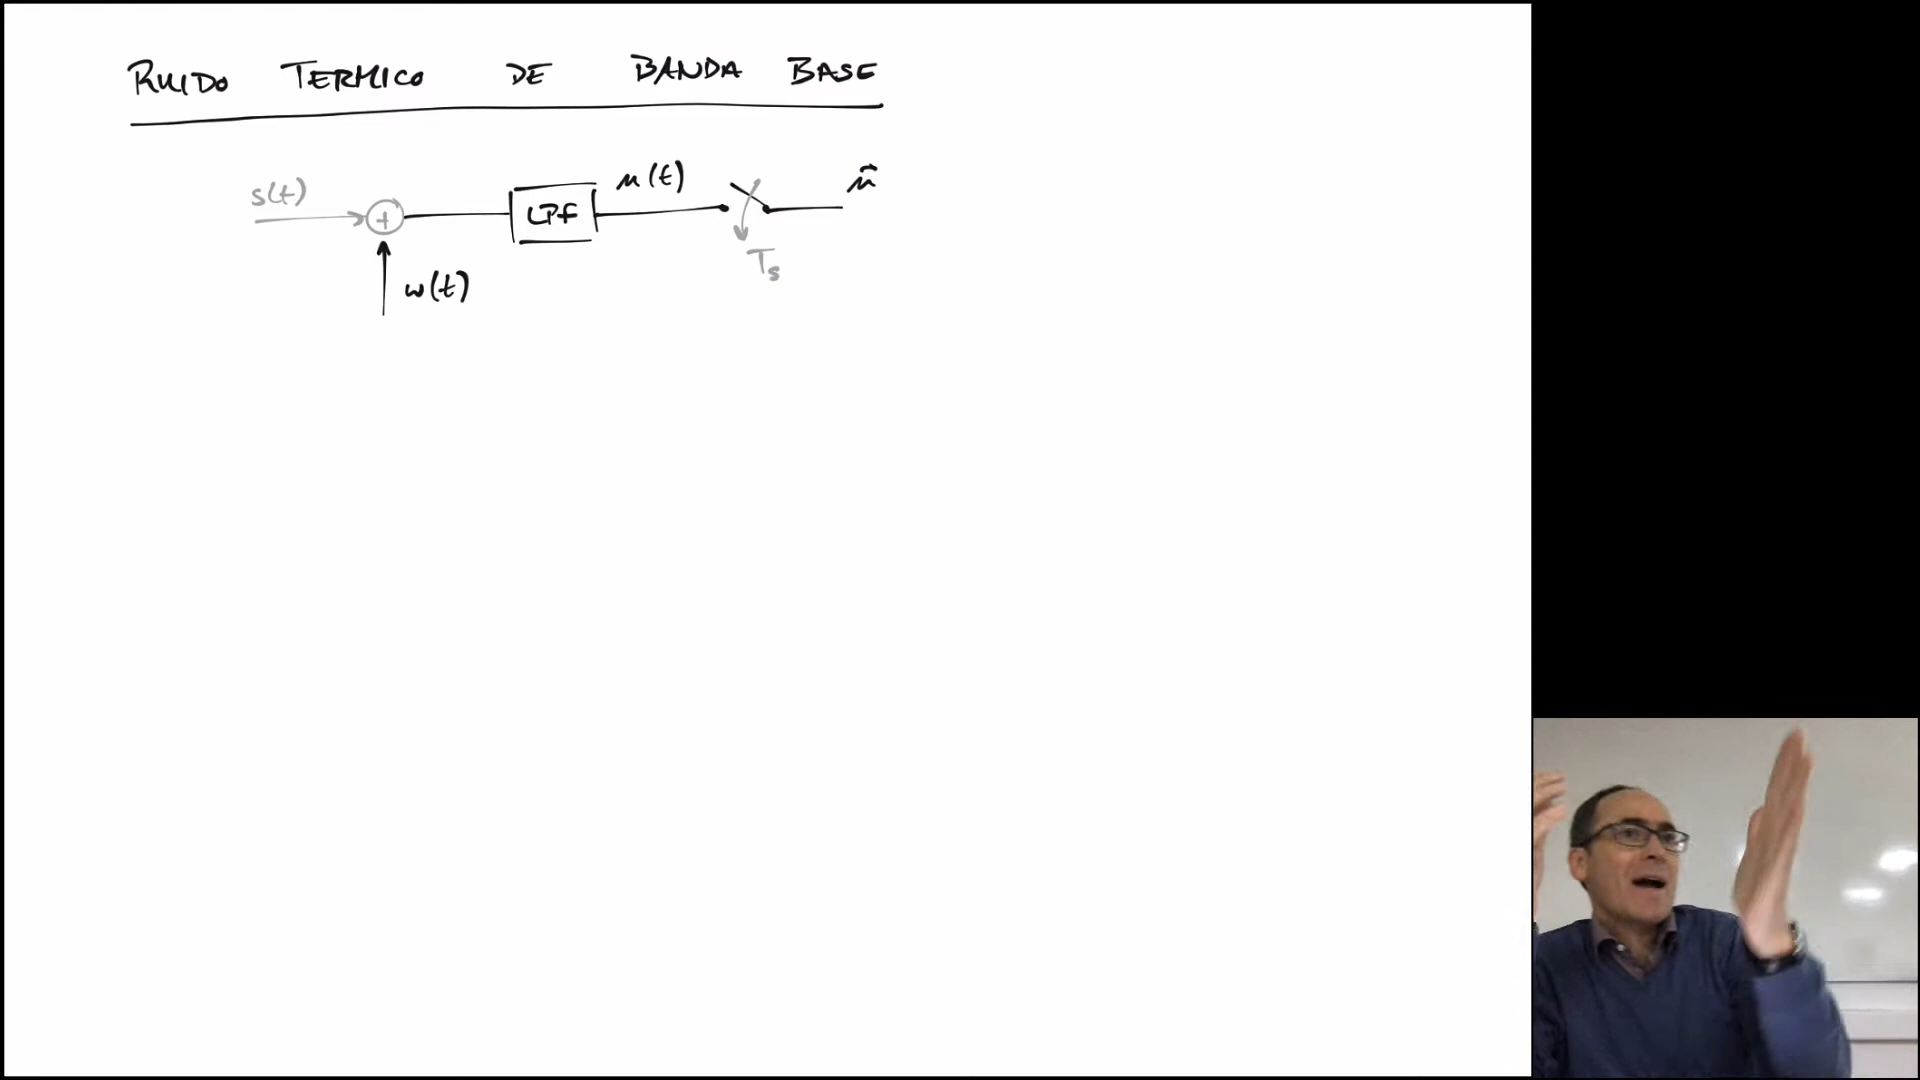 RUIDO TERMICO DE BANDA BASE
s(t) + LPF n(t) n⃗
w(t) Ts